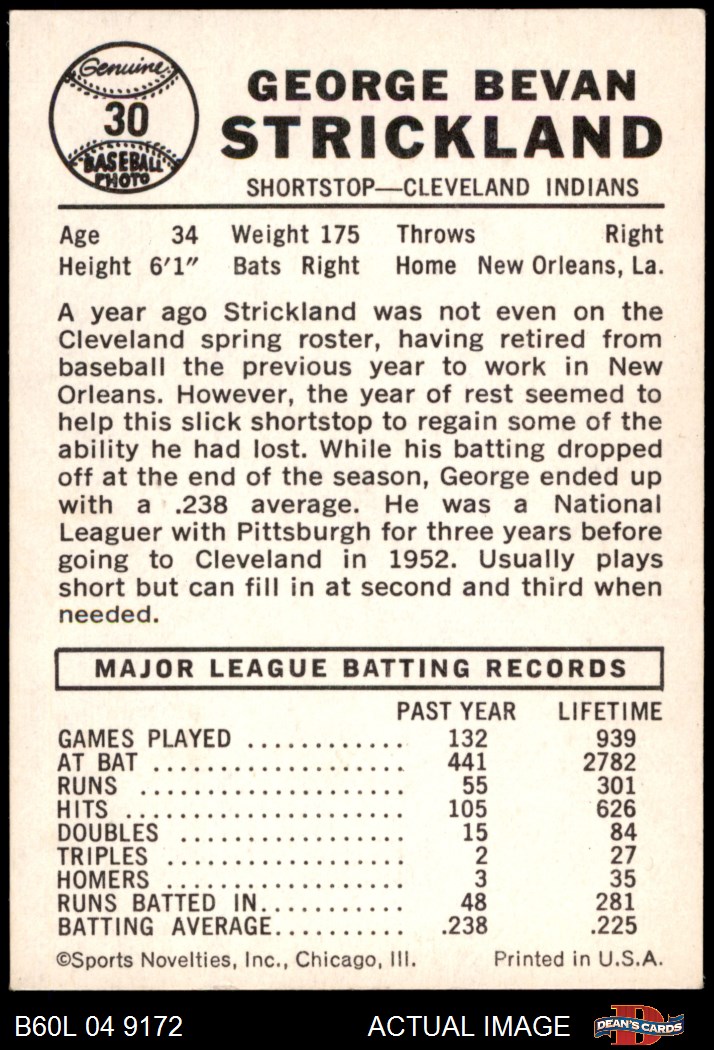 Genuine
30
BASEBALL
PHOTO
GEORGE BEVAN
STRICKLAND
SHORTSTOP—CLEVELAND INDIANS
Age 34 Weight 175 Throws Right
Height 6'1" Bats Right Home New Orleans, La.
A year ago Strickland was not even on the
Cleveland spring roster, having retired from
baseball the previous year to work in New
Orleans. However, the year of rest seemed to
help this slick shortstop to regain some of the
ability he had lost. While his batting dropped
off at the end of the season, George ended up
with a .238 average. He was a National
Leaguer with Pittsburgh for three years before
going to Cleveland in 1952. Usually plays
short but can fill in at second and third when
needed.
MAJOR LEAGUE BATTING RECORDS
PAST YEAR LIFETIME
GAMES PLAYED ............ 132 939
AT BAT .................... 441 2782
RUNS ..................... 55 301
HITS ...................... 105 626
DOUBLES ................. 15 84
TRIPLES .................. 2 27
HOMERS .................. 3 35
RUNS BATTED IN........... 48 281
BATTING AVERAGE.......... .238 .225
©Sports Novelties, Inc., Chicago, Ill. Printed in U.S.A.
B60L 04 9172 ACTUAL IMAGE D DEAN'S CARDS